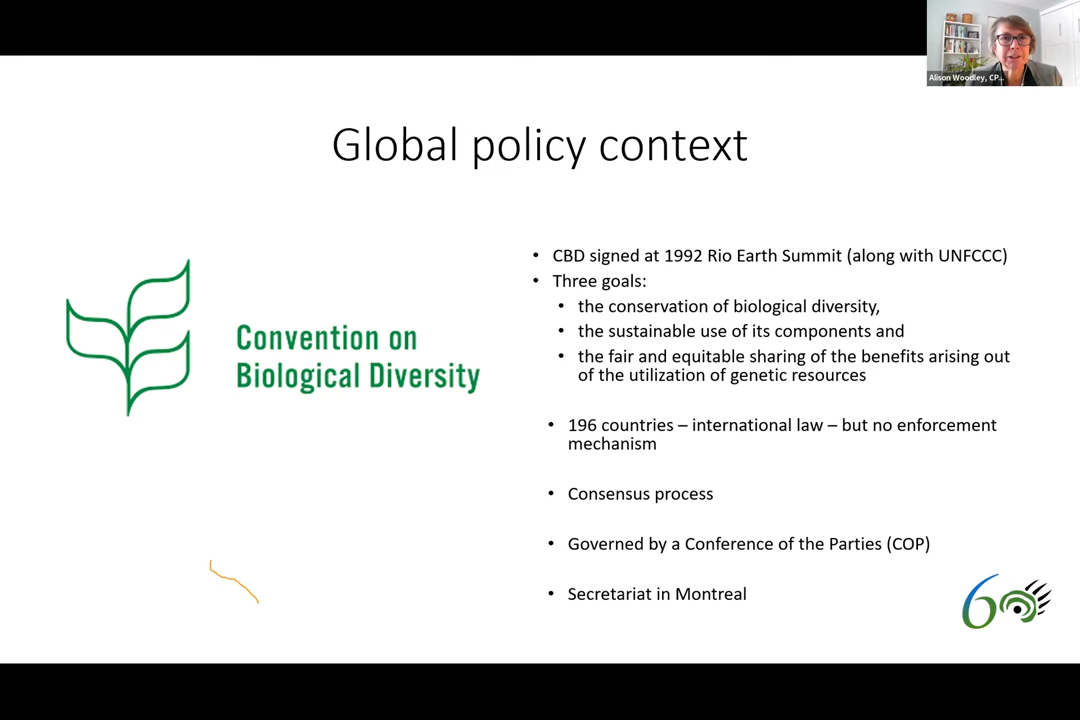 Alison Woodley, CP...
Global policy context
Convention on
Biological Diversity
• CBD signed at 1992 Rio Earth Summit (along with UNFCCC)
• Three goals:
• the conservation of biological diversity,
• the sustainable use of its components and
• the fair and equitable sharing of the benefits arising out
of the utilization of genetic resources
• 196 countries – international law – but no enforcement
mechanism
• Consensus process
• Governed by a Conference of the Parties (COP)
• Secretariat in Montreal
60